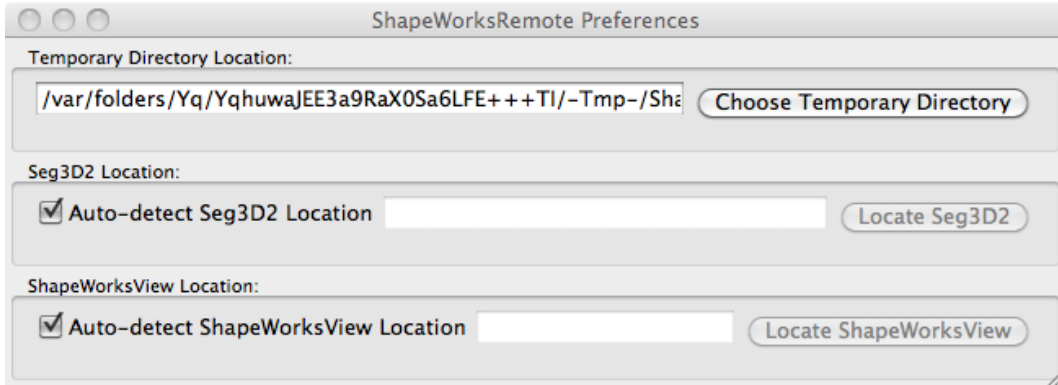 ShapeWorksRemote Preferences
Temporary Directory Location:
/var/folders/Yq/YqhuwaJEE3a9RaX0Sa6LFE+++TI/-Tmp-/Sha Choose Temporary Directory
Seg3D2 Location:
Auto-detect Seg3D2 Location Locate Seg3D2
ShapeWorksView Location:
Auto-detect ShapeWorksView Location Locate ShapeWorksView